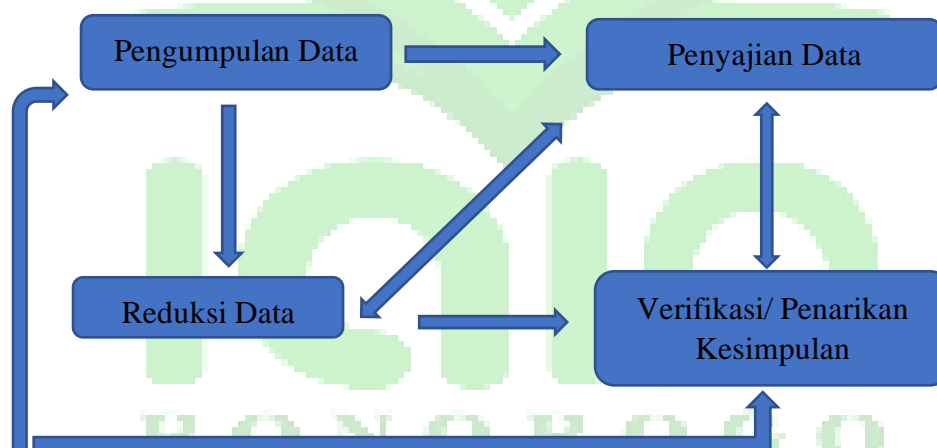 Pengumpulan Data
Penyajian Data
Reduksi Data
Verifikasi/ Penarikan
Kesimpulan